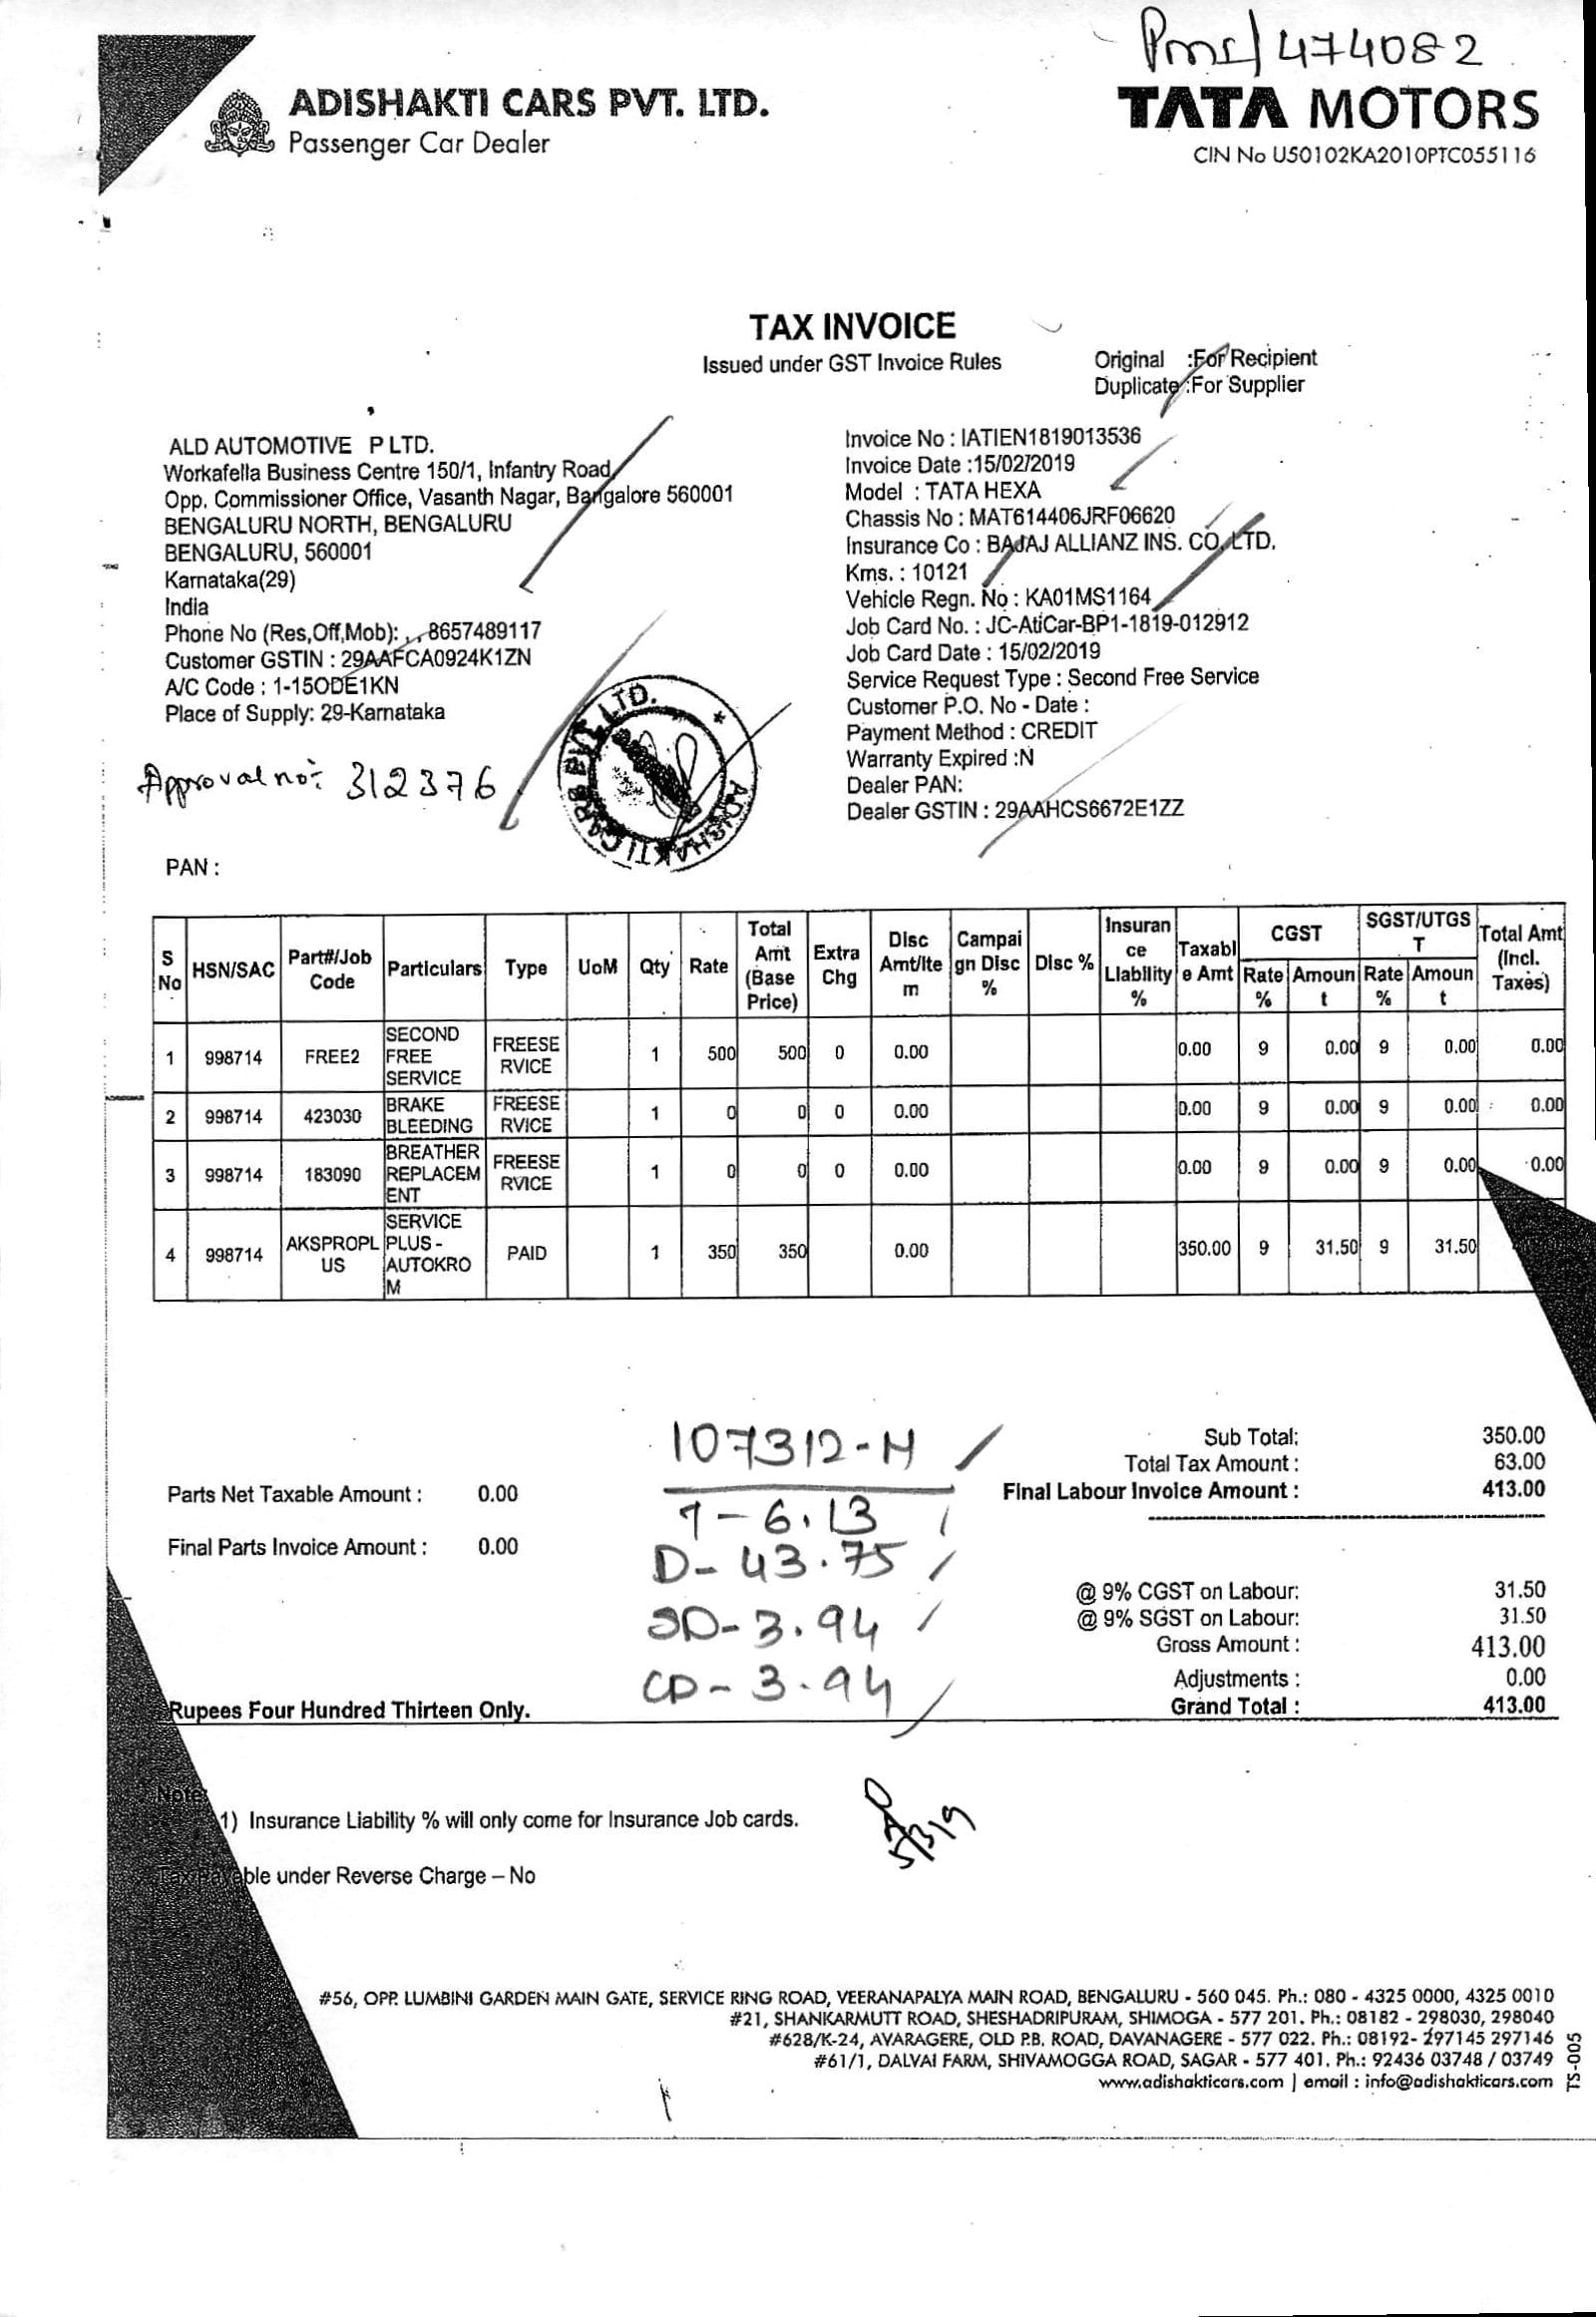 Pms/474082
ADISHAKTI CARS PVT. LTD.
Passenger Car Dealer
TATA MOTORS
CIN No U50102KA2010PTC055116
TAX INVOICE
Issued under GST Invoice Rules
Original :For Recipient
Duplicate :For Supplier
ALD AUTOMOTIVE P LTD.
Workafella Business Centre 150/1, Infantry Road,
Opp. Commissioner Office, Vasanth Nagar, Bangalore 560001
BENGALURU NORTH, BENGALURU
BENGALURU, 560001
Karnataka(29)
India
Phone No (Res,Off,Mob): , , 8657489117
Customer GSTIN : 29AAFCA0924K1ZN
A/C Code : 1-15ODE1KN
Place of Supply: 29-Karnataka
Approval no: 312376
PAN :
Invoice No : IATIEN1819013536
Invoice Date :15/02/2019
Model : TATA HEXA
Chassis No : MAT614406JRF06620
Insurance Co : BAJAJ ALLIANZ INS. CO. LTD.
Kms. : 10121
Vehicle Regn. No : KA01MS1164
Job Card No. : JC-AtiCar-BP1-1819-012912
Job Card Date : 15/02/2019
Service Request Type : Second Free Service
Customer P.O. No - Date :
Payment Method : CREDIT
Warranty Expired :N
Dealer PAN:
Dealer GSTIN : 29AAHCS6672E1ZZ
ADISHAKTI CARS PVT. LTD. *
S No HSN/SAC Part#/Job Code Particulars Type UoM Qty Rate Total Amt (Base Price) Extra Chg Disc Amt/Item Campaign Disc % Disc % Insurance Liability % Taxable Amt CGST Rate % Amount SGST/UTGST Rate % Amount Total Amt (Incl. Taxes)
1 998714 FREE2 SECOND FREE SERVICE FREESERVICE 1 500 500 0 0.00 0.00 9 0.00 9 0.00 0.00
2 998714 423030 BRAKE BLEEDING FREESERVICE 1 0 0 0 0.00 0.00 9 0.00 9 0.00 0.00
3 998714 183090 BREATHER REPLACEMENT FREESERVICE 1 0 0 0 0.00 0.00 9 0.00 9 0.00 0.00
4 998714 AKSPROPLUS SERVICE PLUS - AUTOKROM PAID 1 350 350 0.00 350.00 9 31.50 9 31.50
Parts Net Taxable Amount : 0.00
Final Parts Invoice Amount : 0.00
107312-H
T- 6.13
D- 43.75
SD- 3.94
CD- 3.94
Sub Total: 350.00
Total Tax Amount : 63.00
Final Labour Invoice Amount : 413.00
@ 9% CGST on Labour: 31.50
@ 9% SGST on Labour: 31.50
Gross Amount : 413.00
Adjustments : 0.00
Grand Total : 413.00
Rupees Four Hundred Thirteen Only.
5/3/19
Note:
1) Insurance Liability % will only come for Insurance Job cards.
Tax Payable under Reverse Charge – No
#56, OPP. LUMBINI GARDEN MAIN GATE, SERVICE RING ROAD, VEERANAPALYA MAIN ROAD, BENGALURU - 560 045. Ph.: 080 - 4325 0000, 4325 0010
#21, SHANKARMUTT ROAD, SHESHADRIPURAM, SHIMOGA - 577 201. Ph.: 08182 - 298030, 298040
#628/K-24, AVARAGERE, OLD P.B. ROAD, DAVANAGERE - 577 022. Ph.: 08192- 297145 297146
#61/1, DALVAI FARM, SHIVAMOGGA ROAD, SAGAR - 577 401. Ph.: 92436 03748 / 03749
www.adishakticars.com | email : info@adishakticars.com
TS-005